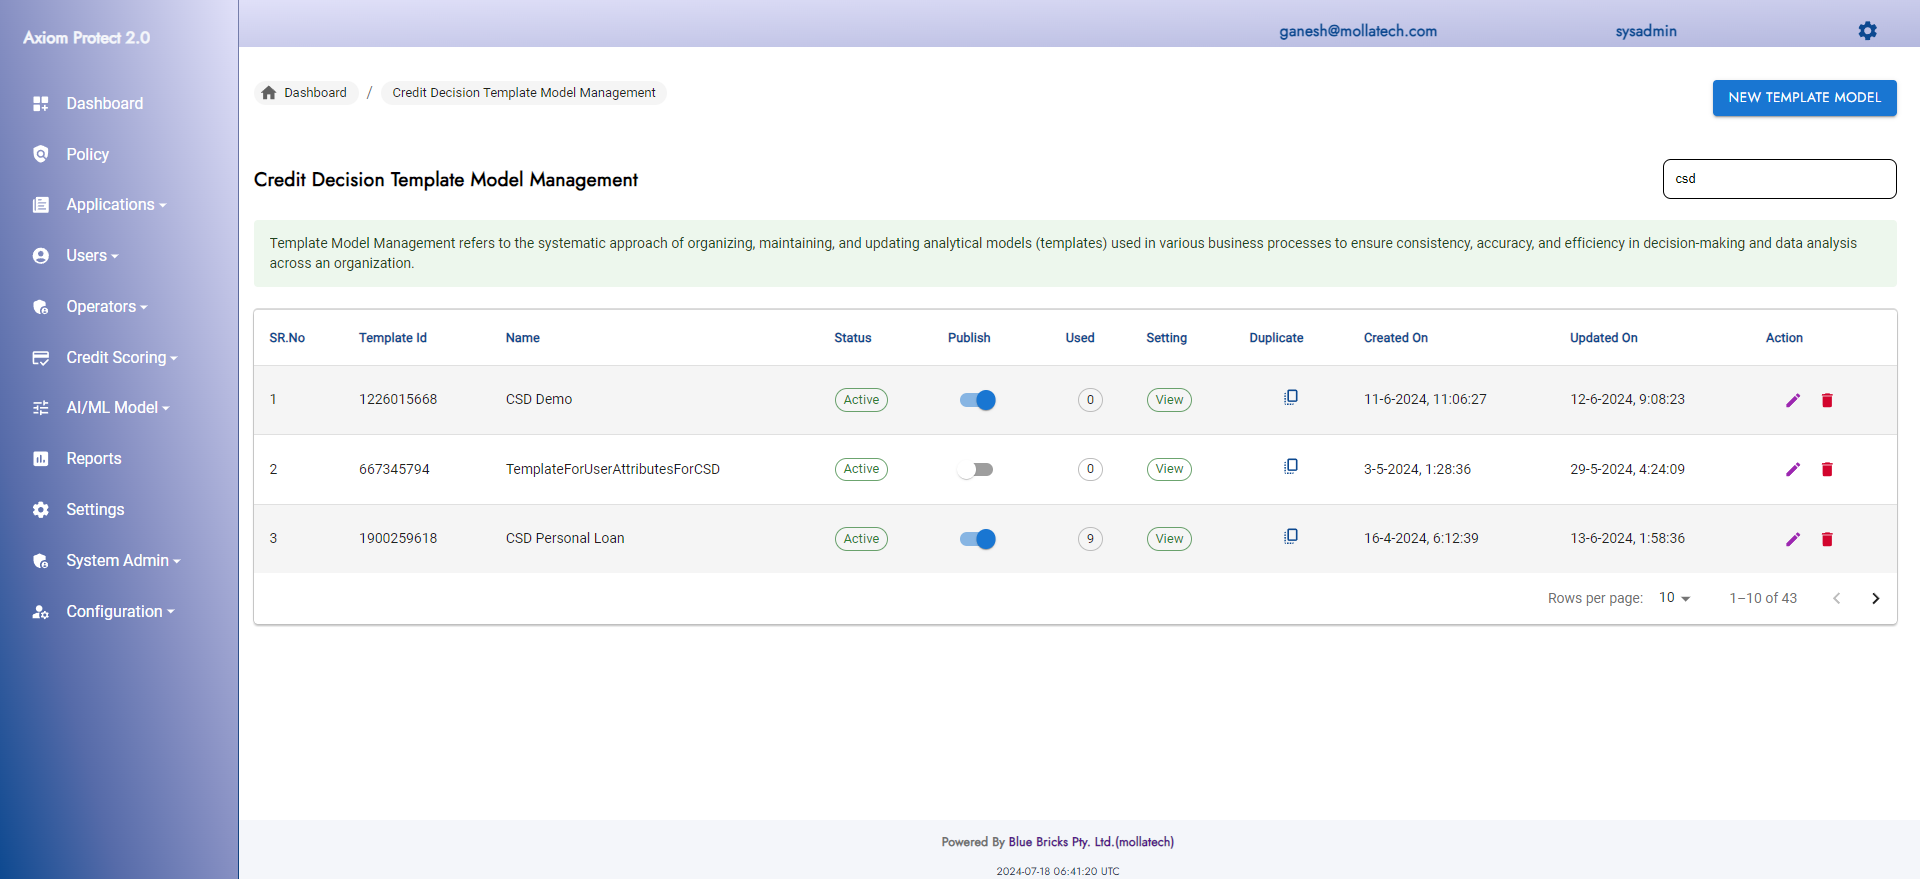 Axiom Protect 2.0
ganesh@mollatech.com
sysadmin
Dashboard
Policy
Applications
Users
Operators
Credit Scoring
AI/ML Model
Reports
Settings
System Admin
Configuration
Dashboard / Credit Decision Template Model Management
NEW TEMPLATE MODEL
Credit Decision Template Model Management
csd
Template Model Management refers to the systematic approach of organizing, maintaining, and updating analytical models (templates) used in various business processes to ensure consistency, accuracy, and efficiency in decision-making and data analysis
across an organization.
SR.No Template Id Name Status Publish Used Setting Duplicate Created On Updated On Action
1 1226015668 CSD Demo Active 0 View 11-6-2024, 11:06:27 12-6-2024, 9:08:23
2 667345794 TemplateForUserAttributesForCSD Active 0 View 3-5-2024, 1:28:36 29-5-2024, 4:24:09
3 1900259618 CSD Personal Loan Active 9 View 16-4-2024, 6:12:39 13-6-2024, 1:58:36
Rows per page: 10 1–10 of 43
Powered By Blue Bricks Pty. Ltd.(mollatech)
2024-07-18 06:41:20 UTC